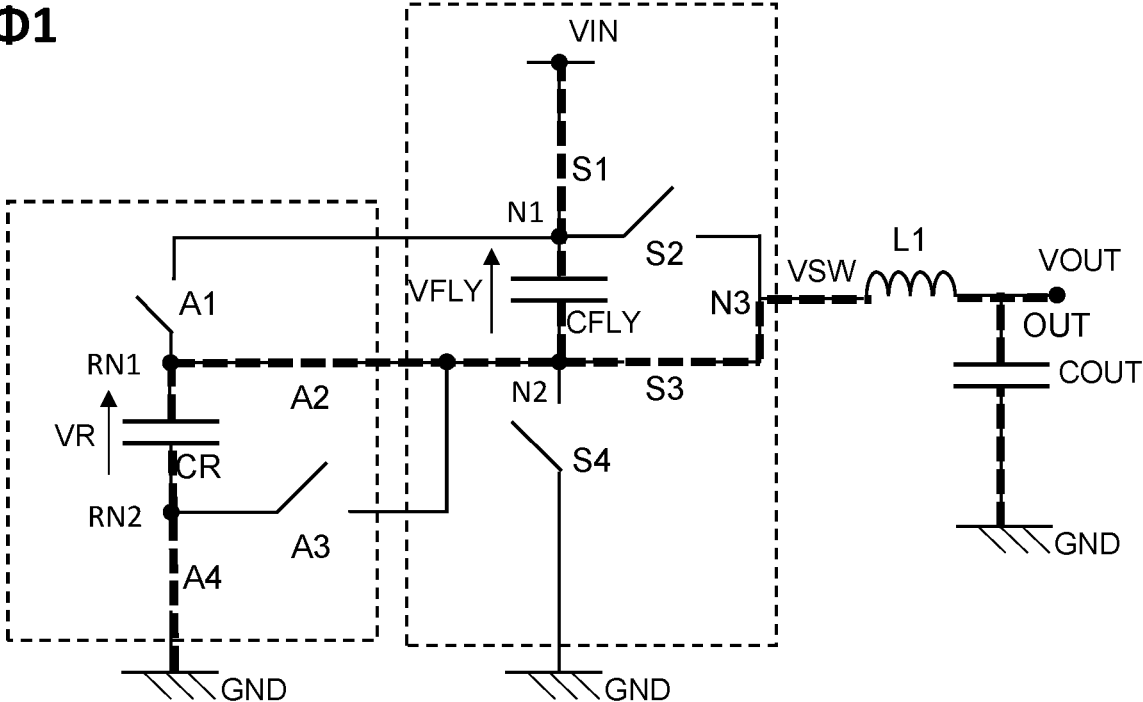 Φ1
VIN
S1
N1
S2
A1
VFLY
CFLY
N3
VSW
L1
VOUT
OUT
COUT
RN1
A2
N2
S3
VR
CR
S4
RN2
A3
A4
GND
GND
GND